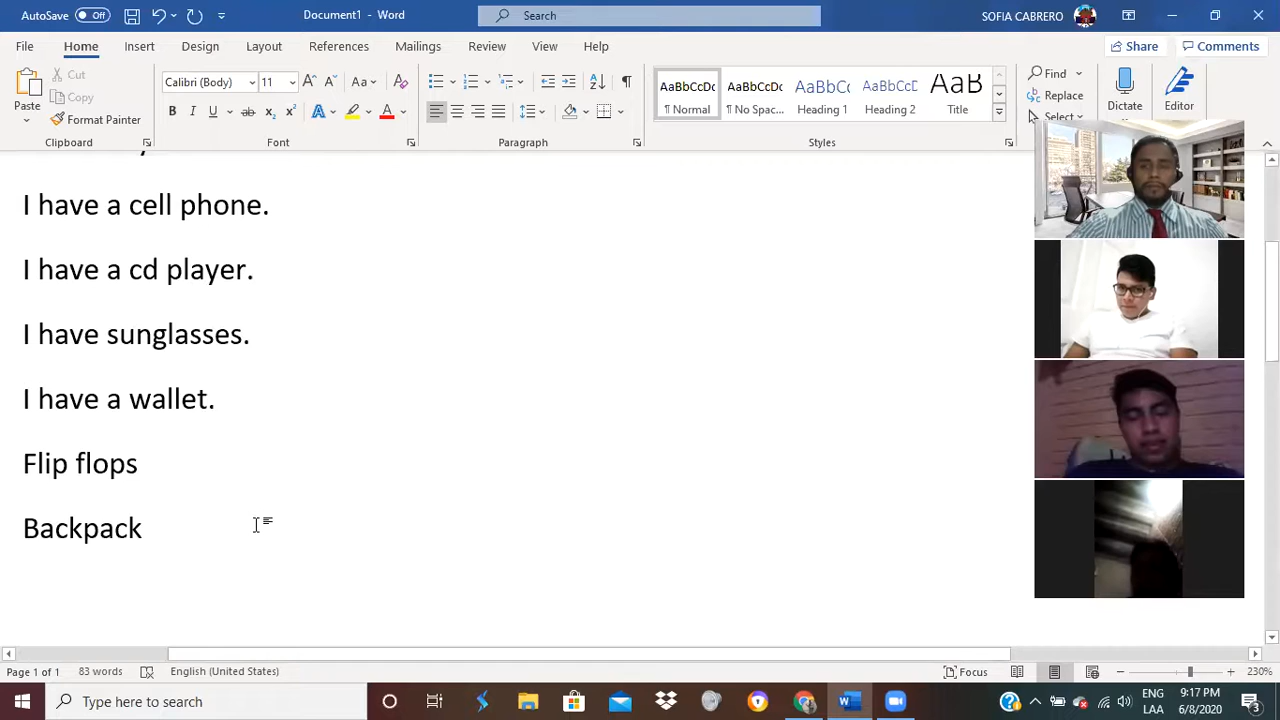 AutoSave Off Document1 - Word Search SOFIA CABRERO
File Home Insert Design Layout References Mailings Review View Help Share Comments
Paste Cut Copy Format Painter
Calibri (Body) 11
AaBbCcDc AaBbCcDc AaBbCc AaBbCcC AaB
Normal No Spac... Heading 1 Heading 2 Title
Find Replace Select Dictate Editor
Clipboard Font Paragraph Styles
I have a cell phone.
I have a cd player.
I have sunglasses.
I have a wallet.
Flip flops
Backpack
Page 1 of 1 83 words English (United States) Focus 230%
Type here to search ENG 9:17 PM
LAA 6/8/2020 3